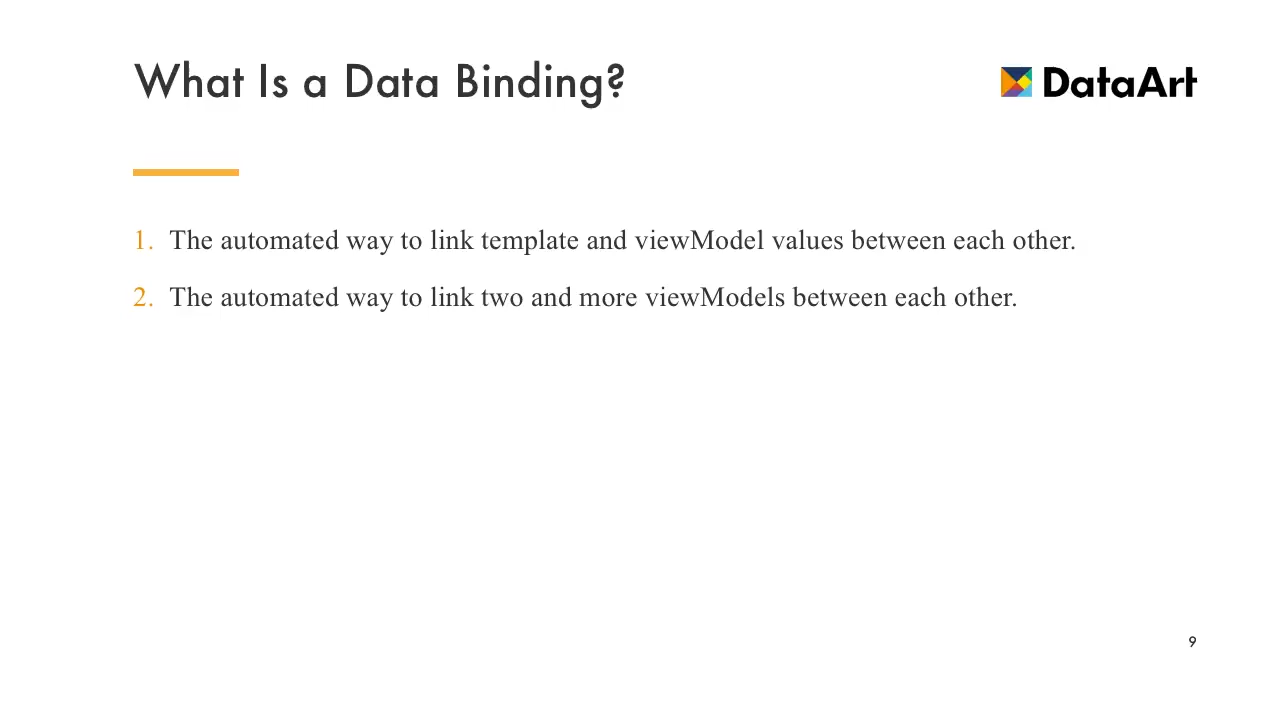 What Is a Data Binding?
DataArt
1. The automated way to link template and viewModel values between each other.
2. The automated way to link two and more viewModels between each other.
9